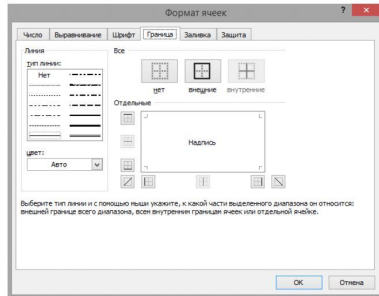 Формат ячеек
? ×
Число Выравнивание Шрифт Граница Заливка Защита
Линия
Тип линии:
Нет
Цвет:
Авто
Все
нет внешние внутренние
Отдельные
Надпись
Выберите тип линии и с помощью мыши укажите, к какой части выделенного диапазона он относится:
внешней границе всего диапазона, всем внутренним границам ячеек или отдельной ячейке.
ОК Отмена